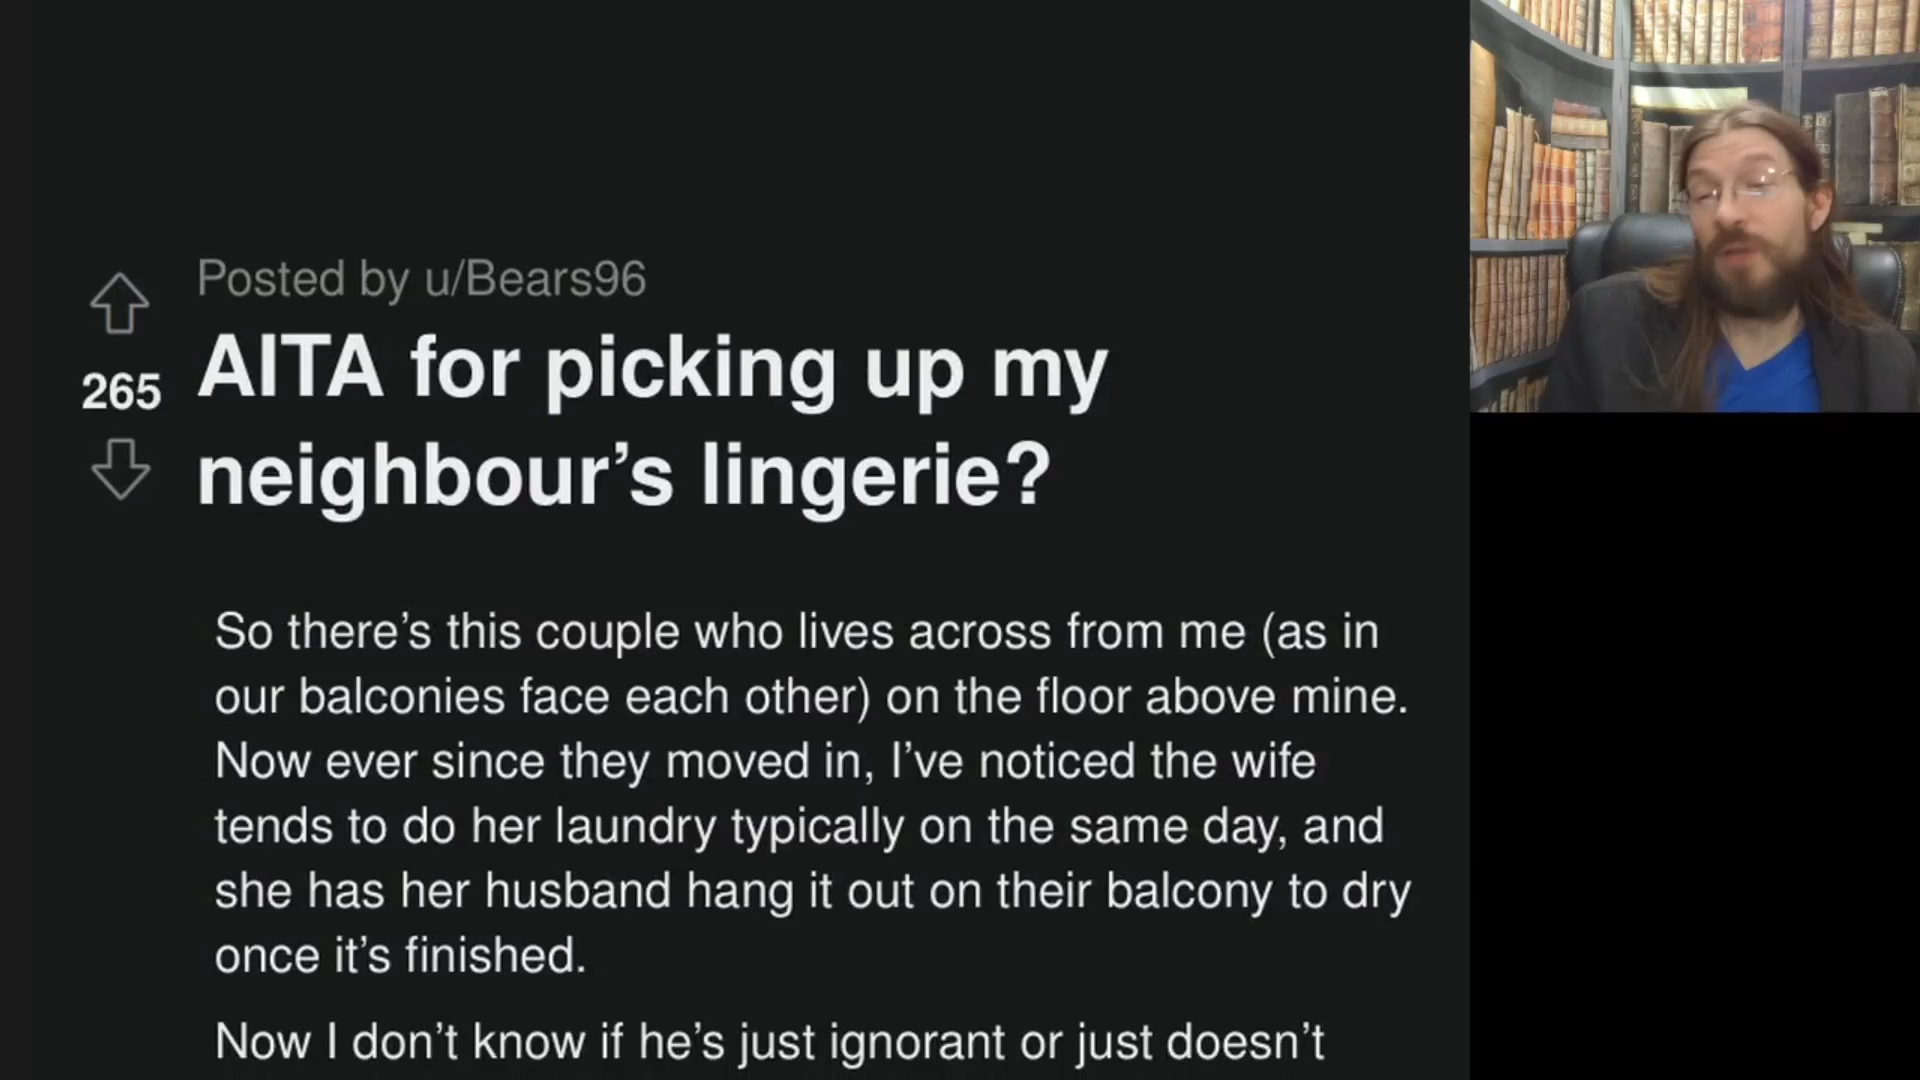 Posted by u/Bears96
AITA for picking up my
neighbour’s lingerie?
265
So there’s this couple who lives across from me (as in
our balconies face each other) on the floor above mine.
Now ever since they moved in, I’ve noticed the wife
tends to do her laundry typically on the same day, and
she has her husband hang it out on their balcony to dry
once it’s finished.
Now I don’t know if he’s just ignorant or just doesn’t